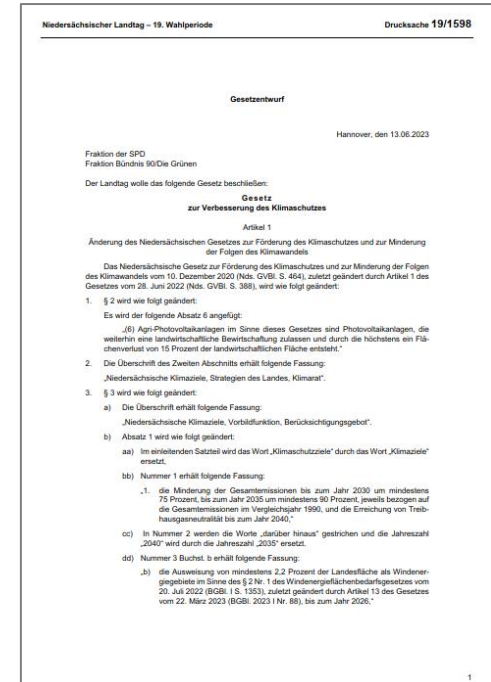 Niedersächsischer Landtag – 19. Wahlperiode Drucksache 19/1598
Gesetzentwurf
Hannover, den 13.06.2023
Fraktion der SPD
Fraktion Bündnis 90/Die Grünen
Der Landtag wolle das folgende Gesetz beschließen:
Gesetz
zur Verbesserung des Klimaschutzes
Artikel 1
Änderung des Niedersächsischen Gesetzes zur Förderung des Klimaschutzes und zur Minderung
der Folgen des Klimawandels
Das Niedersächsische Gesetz zur Förderung des Klimaschutzes und zur Minderung der Folgen
des Klimawandels vom 10. Dezember 2020 (Nds. GVBl. S. 464), zuletzt geändert durch Artikel 1 des
Gesetzes vom 28. Juni 2022 (Nds. GVBl. S. 388), wird wie folgt geändert:
1. § 2 wird wie folgt geändert:
Es wird der folgende Absatz 6 angefügt:
„(6) Agri-Photovoltaikanlagen im Sinne dieses Gesetzes sind Photovoltaikanlagen, die
weiterhin eine landwirtschaftliche Bewirtschaftung zulassen und durch die höchstens ein Flä-
chenverlust von 15 Prozent der landwirtschaftlichen Fläche entsteht.“
2. Die Überschrift des Zweiten Abschnitts erhält folgende Fassung:
„Niedersächsische Klimaziele, Strategien des Landes, Klimarat“.
3. § 3 wird wie folgt geändert:
a) Die Überschrift erhält folgende Fassung:
„Niedersächsische Klimaziele, Vorbildfunktion, Berücksichtigungsgebot“.
b) Absatz 1 wird wie folgt geändert:
aa) Im einleitenden Satzteil wird das Wort „Klimaschutzziele“ durch das Wort „Klimaziele“
ersetzt,
bb) Nummer 1 erhält folgende Fassung:
„1. die Minderung der Gesamtemissionen bis zum Jahr 2030 um mindestens
75 Prozent, bis zum Jahr 2035 um mindestens 90 Prozent, jeweils bezogen auf
die Gesamtemissionen im Vergleichsjahr 1990, und die Erreichung von Treib-
hausgasneutralität bis zum Jahr 2040,“
cc) In Nummer 2 werden die Worte „darüber hinaus“ gestrichen und die Jahreszahl
„2040“ wird durch die Jahreszahl „2035“ ersetzt.
dd) Nummer 3 Buchst. b erhält folgende Fassung:
„b) die Ausweisung von mindestens 2,2 Prozent der Landesfläche als Windener-
giegebiete im Sinne des § 2 Nr. 1 des Windenergieflächenbedarfsgesetzes vom
20. Juli 2022 (BGBl. I S. 1353), zuletzt geändert durch Artikel 13 des Gesetzes
vom 22. März 2023 (BGBl. 2023 I Nr. 88), bis zum Jahr 2026,“
1